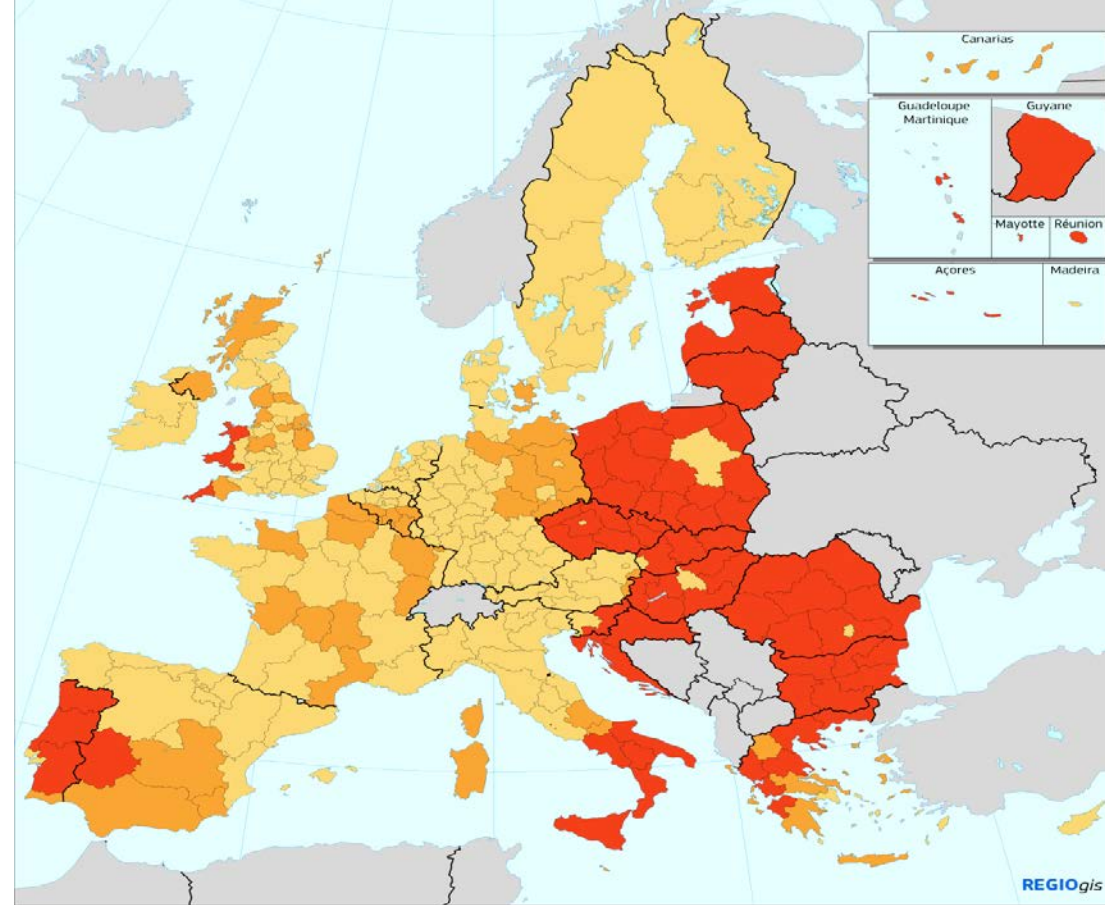 Canarias
Guadeloupe
Martinique
Guyane
Mayotte
Réunion
Açores
Madeira
REGIOgis